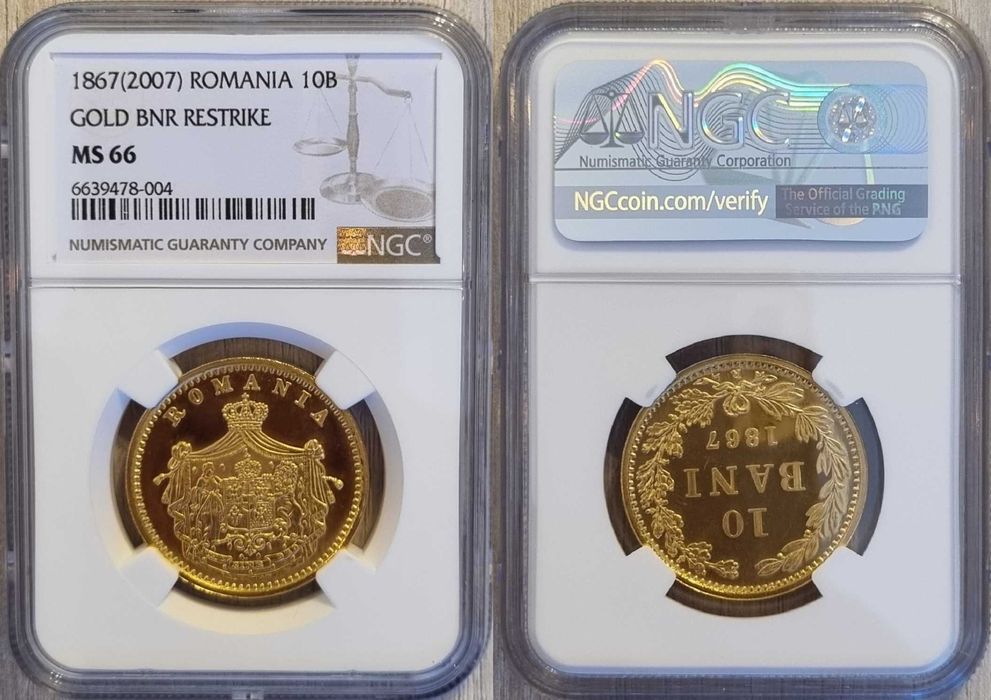 1867(2007) ROMANIA 10B
GOLD BNR RESTRIKE
MS 66
6639478-004
NUMISMATIC GUARANTY COMPANY
NGC®
ROMANIA
NGC
Numismatic Guaranty Corporation
NGCcoin.com/verify
The Official Grading
Service of the PNG
10
BANI
1867